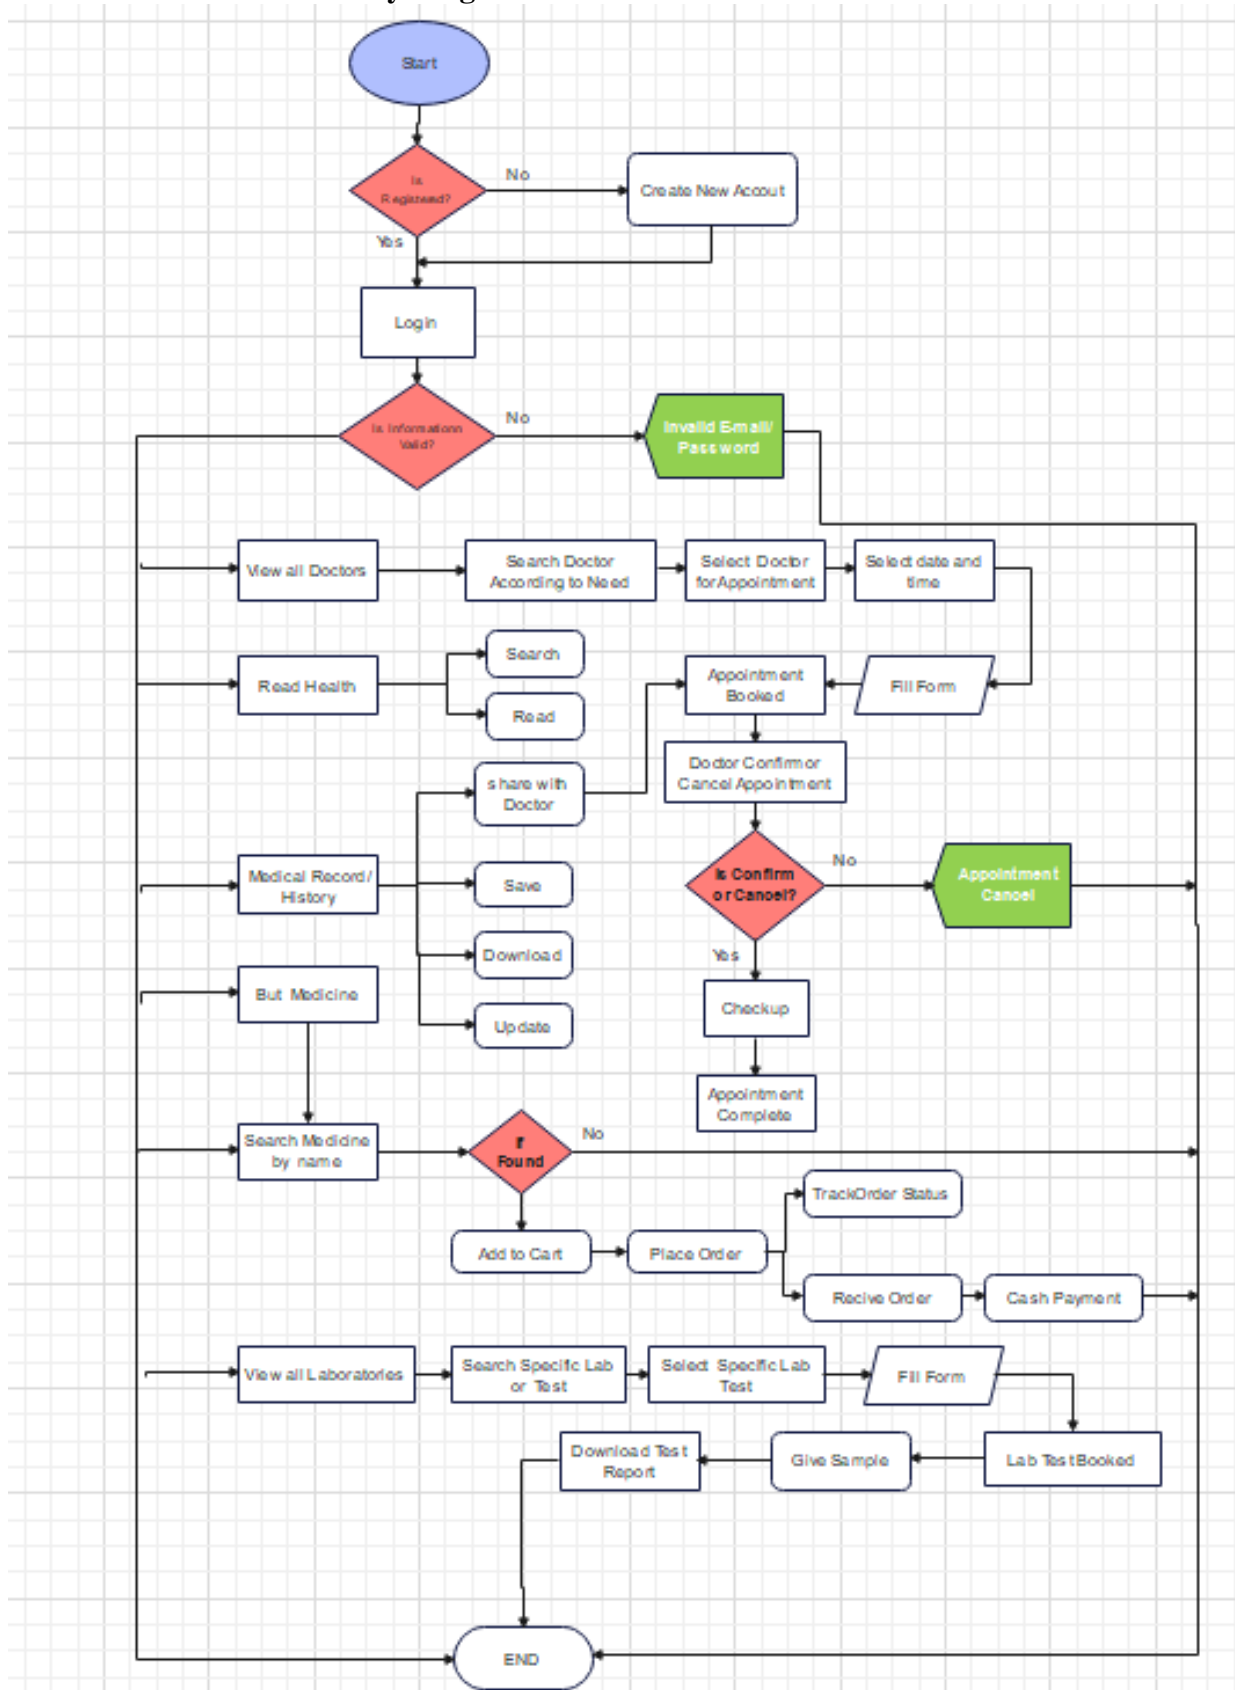 Start
Is
Registered?
No
Create New Accout
Yes
Login
Is Informationn
Valid?
No
Invalid E-mail/
Password
View all Doctors
Search Doctor
According to Need
Select Doctor
for Appointment
Select date and
time
Read Health
Search
Read
Appointment
Booked
Fill Form
share with
Doctor
Doctor Confirm or
Cancel Appointment
Medical Record/
History
Save
Is Confirm
or Cancel?
No
Appointment
Cancel
Download
Yes
But Medicine
Checkup
Update
Appointment
Complete
Search Medicine
by name
If
Found
No
TrackOrder Status
Add to Cart
Place Order
Recive Order
Cash Payment
View all Laboratories
Search Specific Lab
or Test
Select Specific Lab
Test
Fill Form
Download Test
Report
Give Sample
Lab Test Booked
END